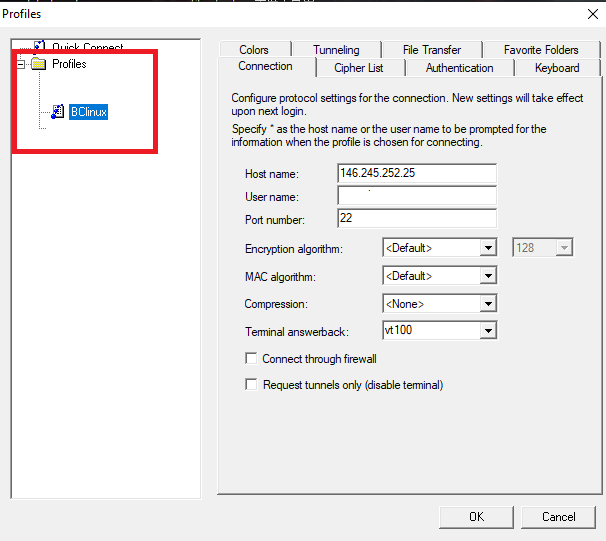 Profiles
Quick Connect
Profiles
BClinux
Colors
Tunneling
File Transfer
Favorite Folders
Connection
Cipher List
Authentication
Keyboard
Configure protocol settings for the connection. New settings will take effect
upon next login.
Specify * as the host name or the user name to be prompted for the
information when the profile is chosen for connecting.
Host name: 146.245.252.25
User name:
Port number: 22
Encryption algorithm: <Default> 128
MAC algorithm: <Default>
Compression: <None>
Terminal answerback: vt100
Connect through firewall
Request tunnels only (disable terminal)
OK
Cancel